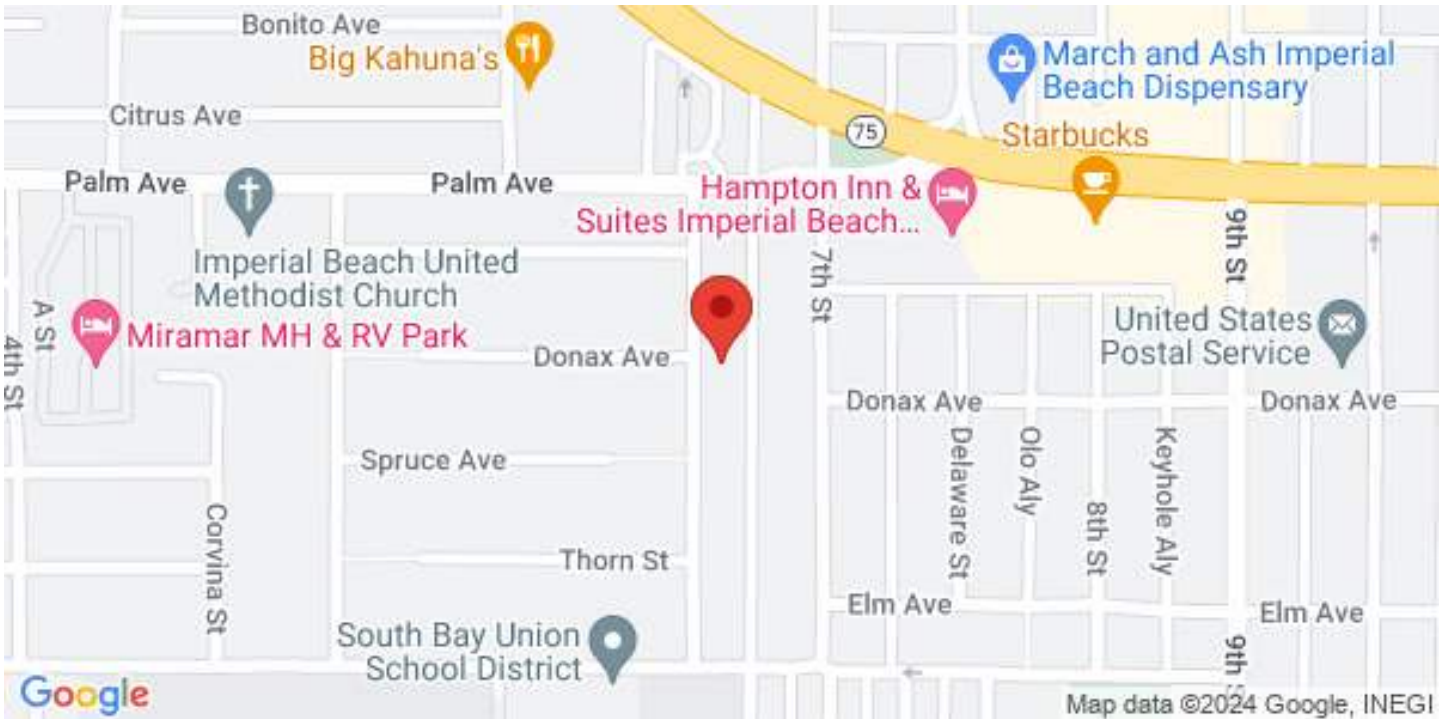 Bonito Ave
Big Kahuna's
March and Ash Imperial
Beach Dispensary
Citrus Ave
75
Starbucks
Palm Ave
Palm Ave
Hampton Inn &
Suites Imperial Beach...
9th St
Imperial Beach United
Methodist Church
7th St
A St
Miramar MH & RV Park
4th St
Donax Ave
United States
Postal Service
Donax Ave
Donax Ave
Spruce Ave
Delaware St
Olo Aly
Keyhole Aly
8th St
Corvina St
Thorn St
Elm Ave
Elm Ave
South Bay Union
School District
9th S
Google
Map data ©2024 Google, INEGI